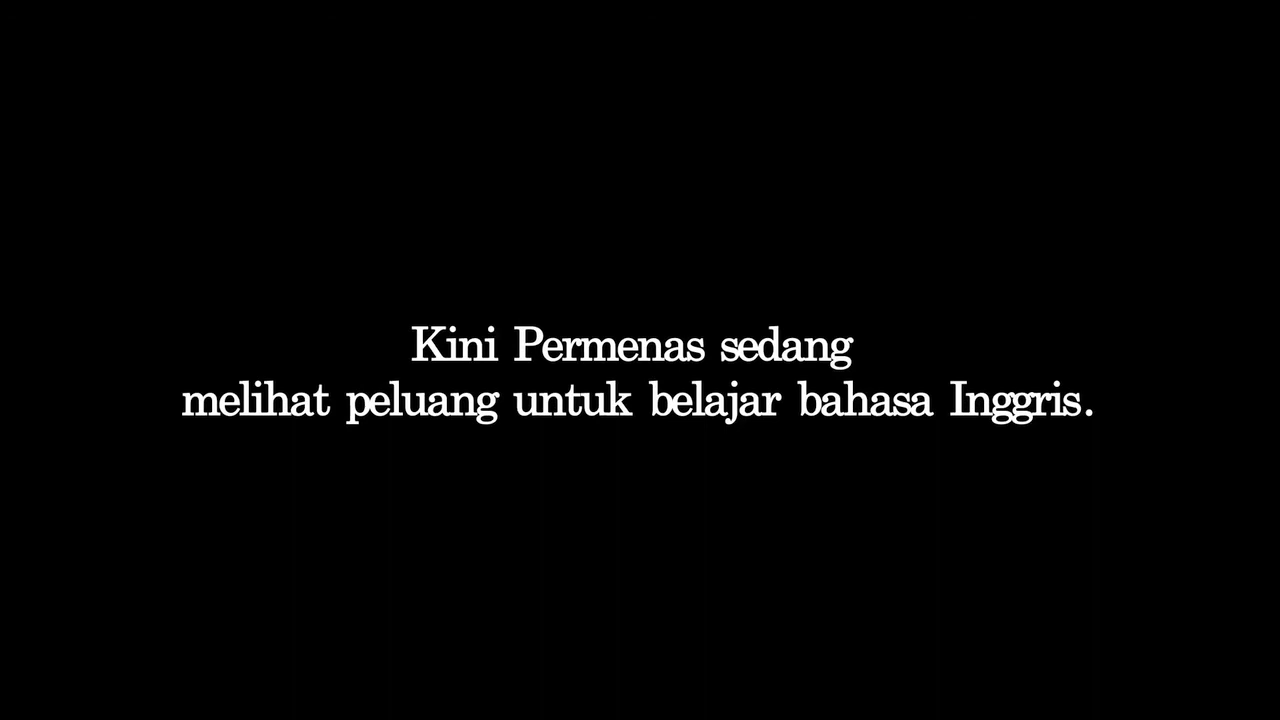 Kini Permenas sedang
melihat peluang untuk belajar bahasa Inggris.